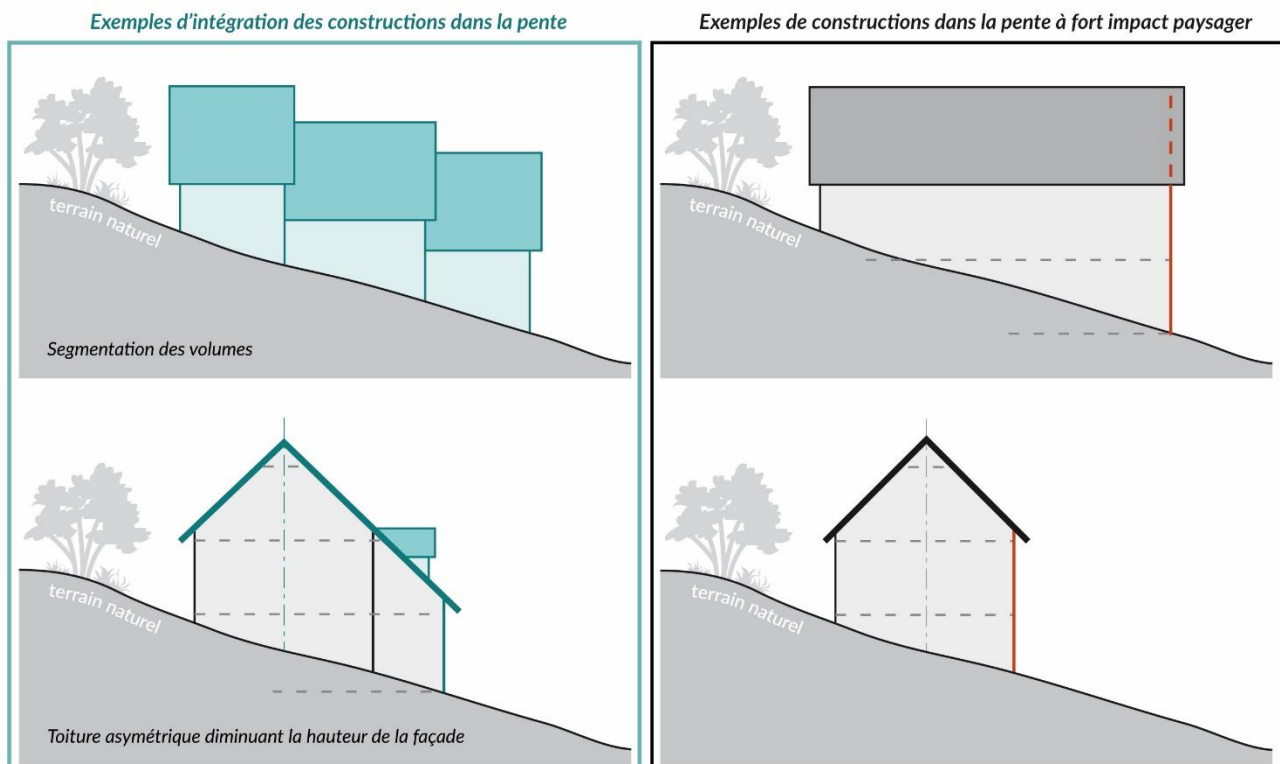 Exemples d’intégration des constructions dans la pente
Exemples de constructions dans la pente à fort impact paysager
terrain naturel
Segmentation des volumes
terrain naturel
terrain naturel
Toiture asymétrique diminuant la hauteur de la façade
terrain naturel